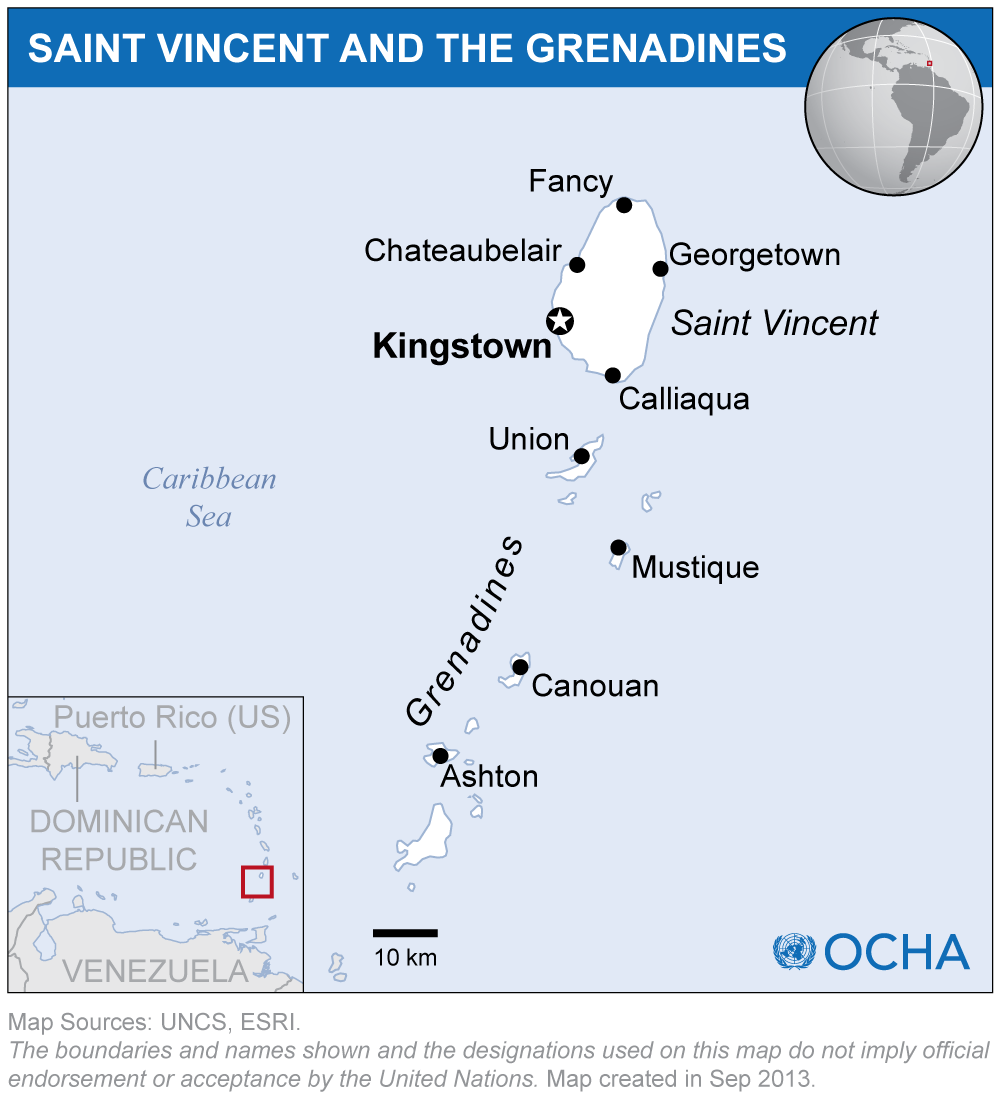 SAINT VINCENT AND THE GRENADINES
Fancy
Chateaubelair
Georgetown
Saint Vincent
Kingstown
Calliaqua
Union
Caribbean
Sea
Mustique
Grenadines
Canouan
Ashton
Puerto Rico (US)
DOMINICAN
REPUBLIC
VENEZUELA
10 km
OCHA
Map Sources: UNCS, ESRI.
The boundaries and names shown and the designations used on this map do not imply official
endorsement or acceptance by the United Nations. Map created in Sep 2013.